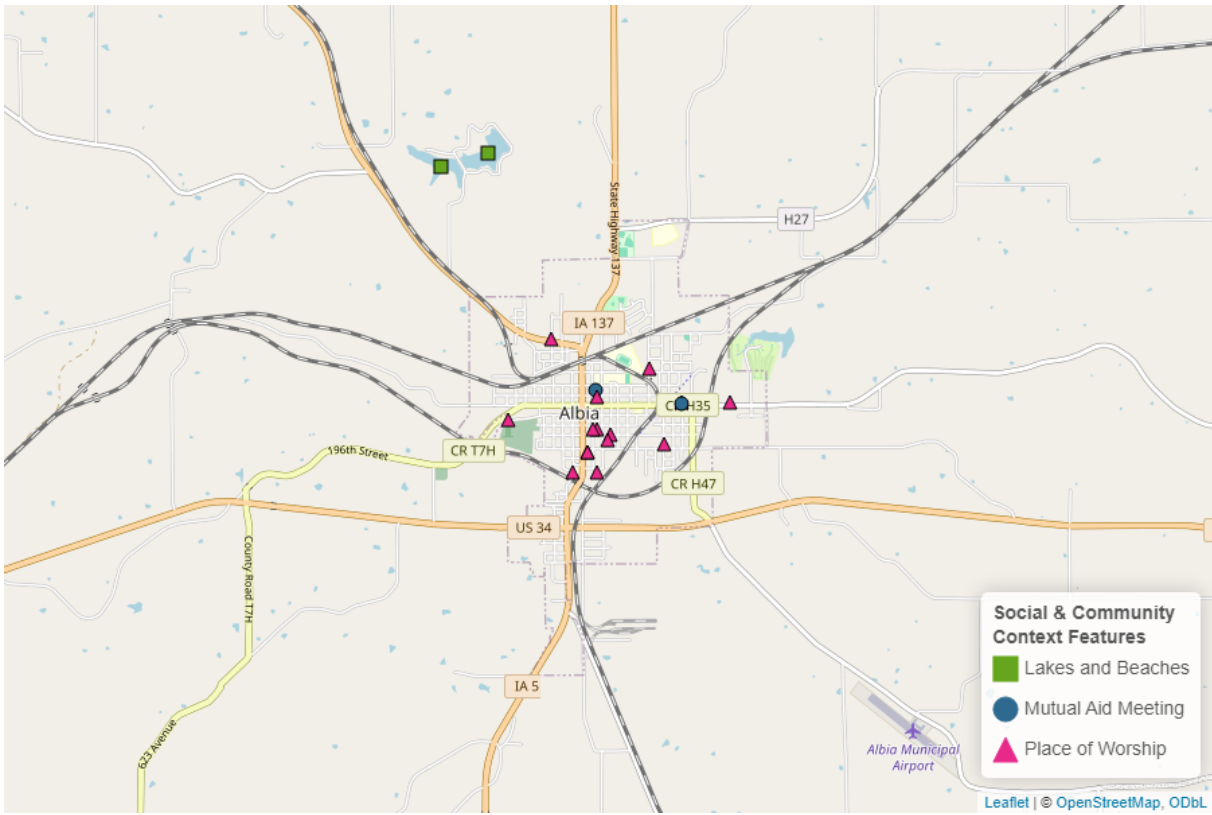 State Highway 137
H27
IA 137
CR H35
Albia
CR T7H
196th Street
CR H47
US 34
County Road T7H
IA 5
623 Avenue
Albia Municipal
Airport
Social & Community
Context Features
Lakes and Beaches
Mutual Aid Meeting
Place of Worship
Leaflet | © OpenStreetMap, ODbL